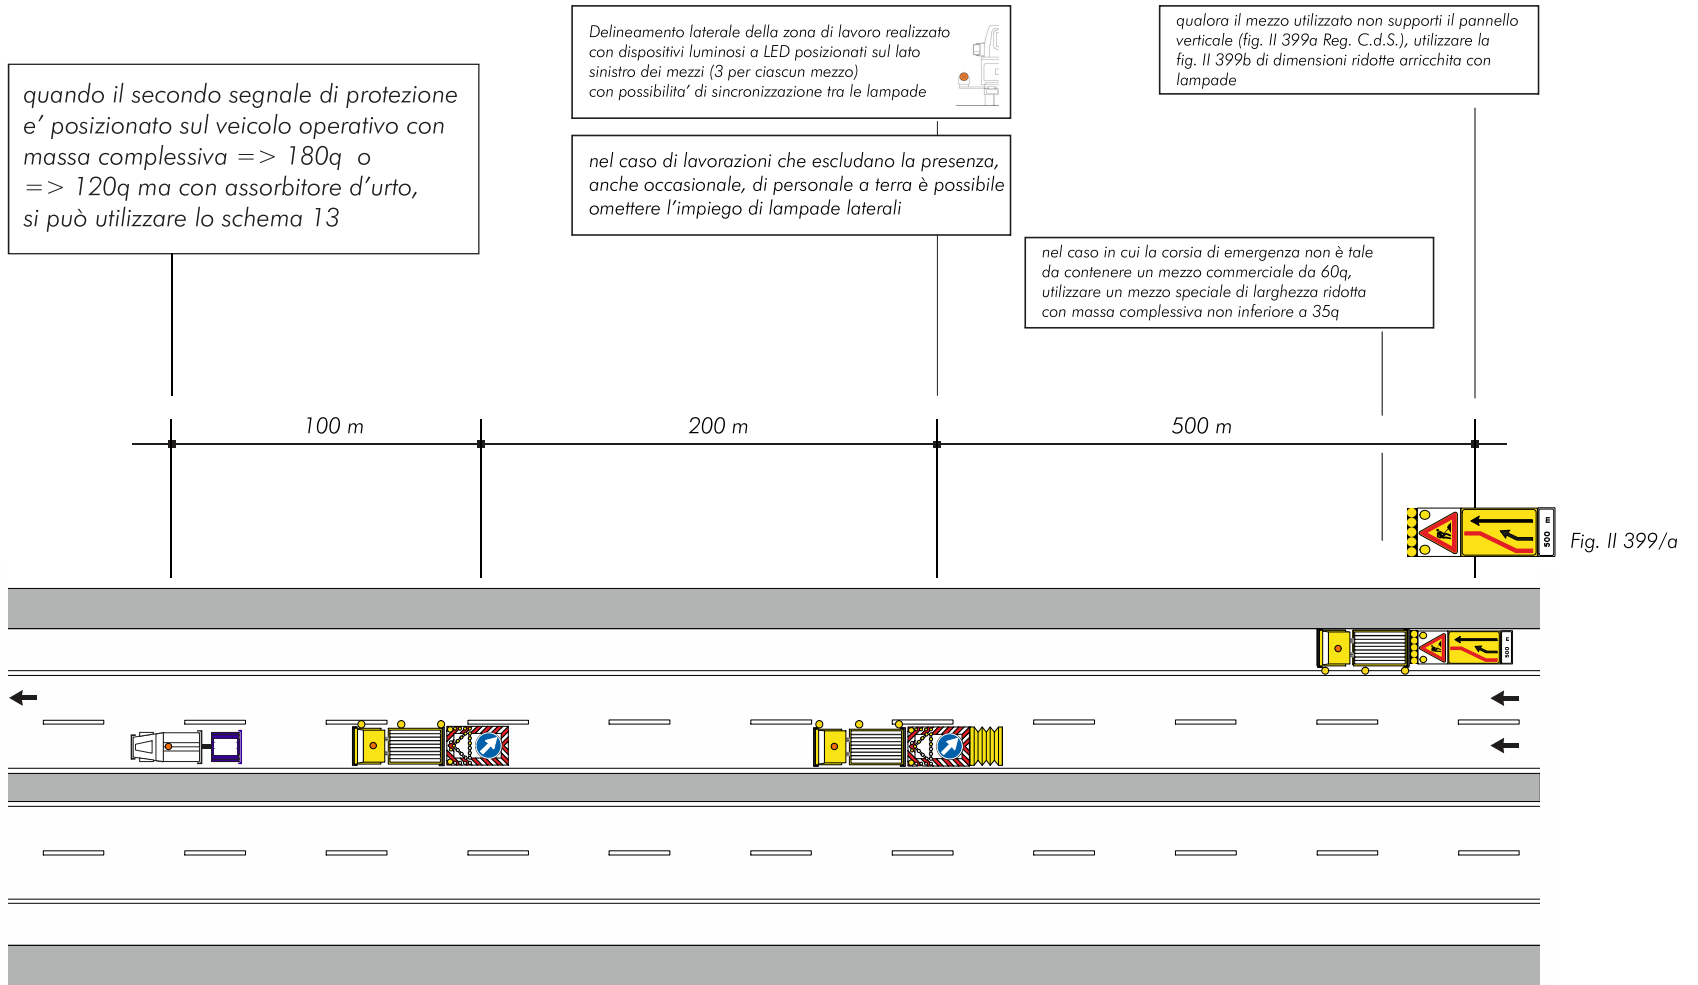 Delineamento laterale della zona di lavoro realizzato
con dispositivi luminosi a LED posizionati sul lato
sinistro dei mezzi (3 per ciascun mezzo)
con possibilita' di sincronizzazione tra le lampade
qualora il mezzo utilizzato non supporti il pannello
verticale (fig. II 399a Reg. C.d.S.), utilizzare la
fig. II 399b di dimensioni ridotte arricchita con
lampade
quando il secondo segnale di protezione
e' posizionato sul veicolo operativo con
massa complessiva => 180q o
=> 120q ma con assorbitore d'urto,
si può utilizzare lo schema 13
nel caso di lavorazioni che escludano la presenza,
anche occasionale, di personale a terra è possibile
omettere l'impiego di lampade laterali
nel caso in cui la corsia di emergenza non è tale
da contenere un mezzo commerciale da 60q,
utilizzare un mezzo speciale di larghezza ridotta
con massa complessiva non inferiore a 35q
100 m
200 m
500 m
500 m
Fig. II 399/a
500 m